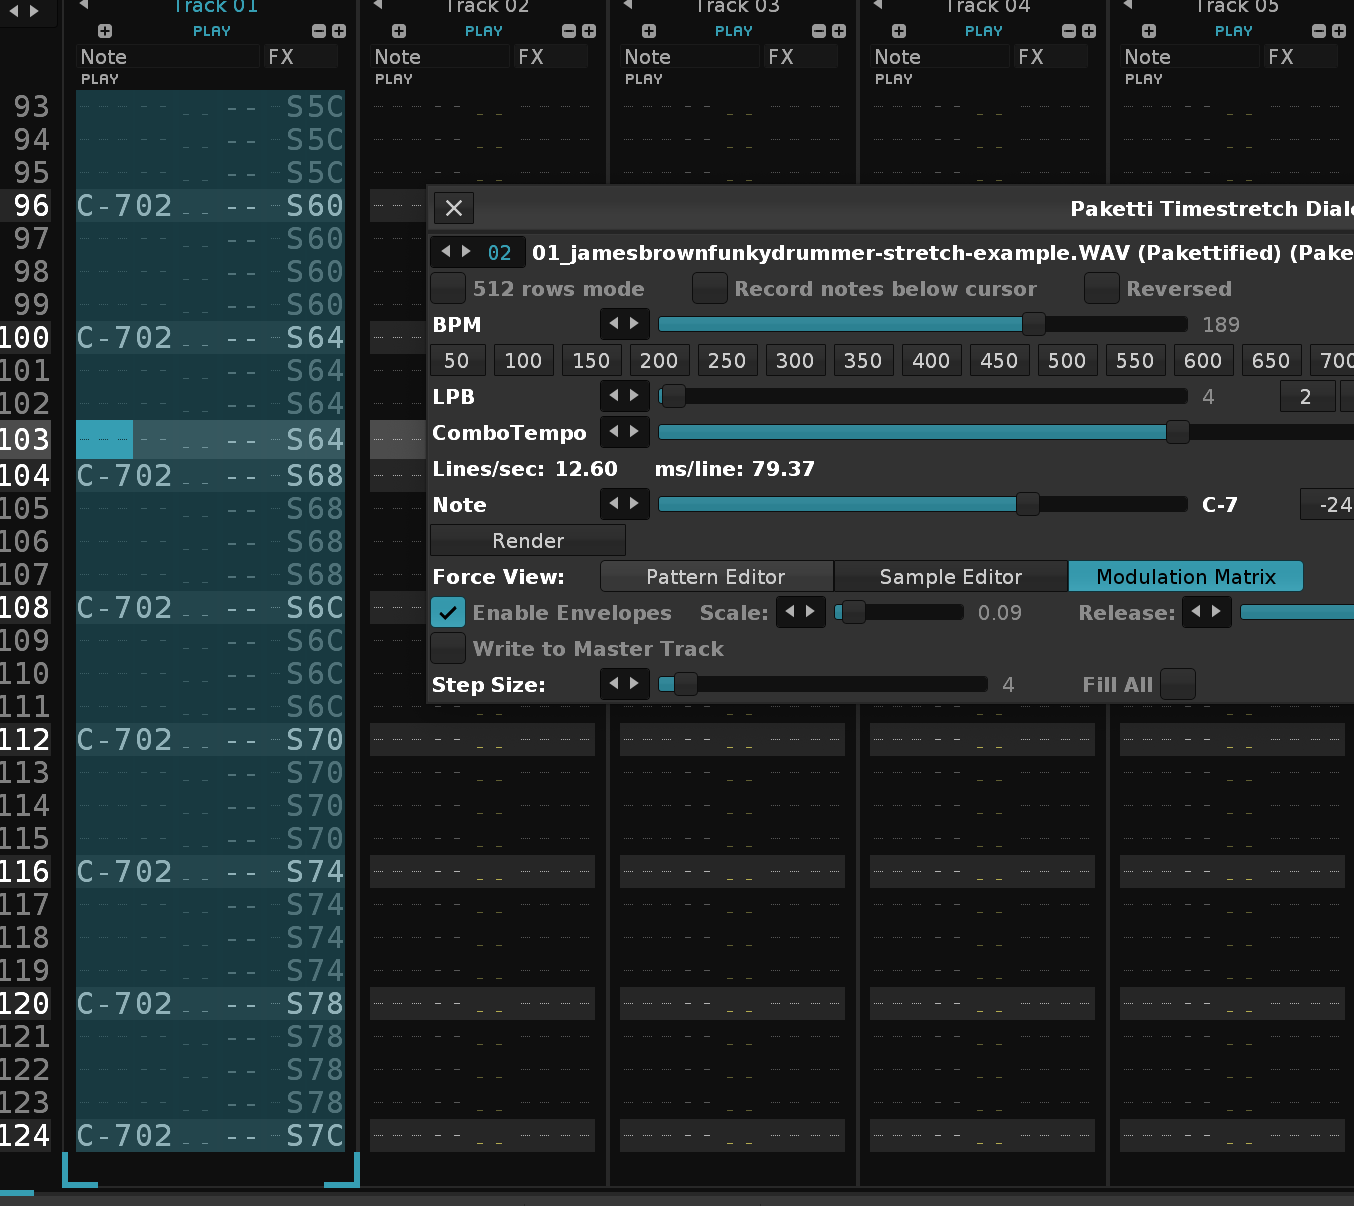 Track 01 Track 02 Track 03 Track 04 Track 05
PLAY PLAY PLAY PLAY PLAY
Note FX Note FX Note FX Note FX Note FX
PLAY PLAY PLAY PLAY PLAY
93 S5C
94 S5C
95 S5C
96 C-702 -- S60
97 S60
98 S60
99 S60
100 C-702 -- S64
101 S64
102 S64
103 S64
104 C-702 -- S68
105 S68
106 S68
107 S68
108 C-702 -- S6C
109 S6C
110 S6C
111 S6C
112 C-702 -- S70
113 S70
114 S70
115 S70
116 C-702 -- S74
117 S74
118 S74
119 S74
120 C-702 -- S78
121 S78
122 S78
123 S78
124 C-702 -- S7C
Paketti Timestretch Dial
02 01_jamesbrownfunkydrummer-stretch-example.WAV (Pakettified) (Pake
512 rows mode Record notes below cursor Reversed
BPM 189
50 100 150 200 250 300 350 400 450 500 550 600 650 700
LPB 4 2
ComboTempo
Lines/sec: 12.60 ms/line: 79.37
Note C-7 -24
Render
Force View: Pattern Editor Sample Editor Modulation Matrix
Enable Envelopes Scale: 0.09 Release:
Write to Master Track
Step Size: 4 Fill All